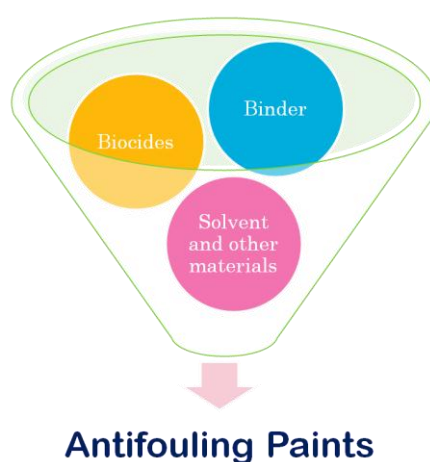 Binder
Biocides
Solvent
and other
materials
Antifouling Paints